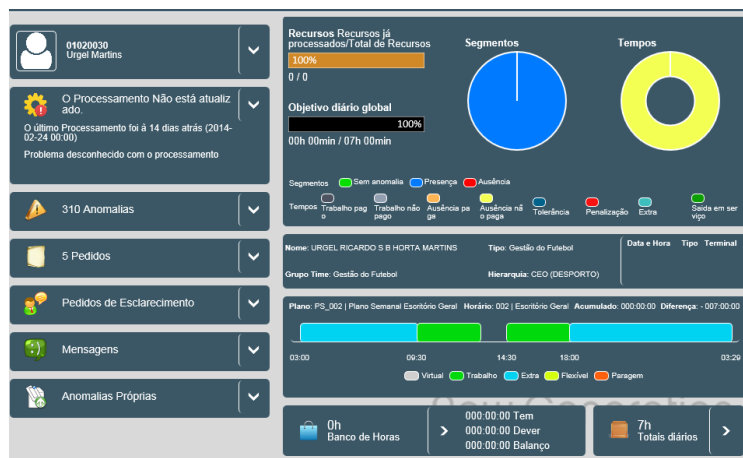 01020030
Urgel Martins
O Processamento Não está atualiz
ado.
O último Processamento foi à 14 dias atrás (2014-
02-24 00:00)
Problema desconhecido com o processamento
310 Anomalias
5 Pedidos
Pedidos de Esclarecimento
Mensagens
Anomalias Próprias
Recursos Recursos já
processados/Total de Recursos
100%
0 / 0
Objetivo diário global
100%
00h 00min / 07h 00min
Segmentos
Tempos
Segmentos Sem anomalia Presença Ausência
Tempos Trabalho pag
o
Trabalho não
pago
Ausência pa
ga
Ausência nã
o paga
Tolerância
Penalização
Extra
Saida em ser
viço
Nome: URGEL RICARDO S B HORTA MARTINS
Tipo: Gestão do Futebol
Grupo Time: Gestão do Futebol
Hierarquia: CEO (DESPORTO)
Data e Hora Tipo Terminal
Plano: PS_002 | Plano Semanal Escritório Geral Horário: 002 | Escritório Geral Acumulado: 000:00:00 Diferença: - 007:00:00
03:00 09:30 14:30 18:00 03:29
Virtual Trabalho Extra Flexível Paragem
0h
Banco de Horas
000:00:00 Tem
000:00:00 Dever
000:00:00 Balanço
7h
Totais diários